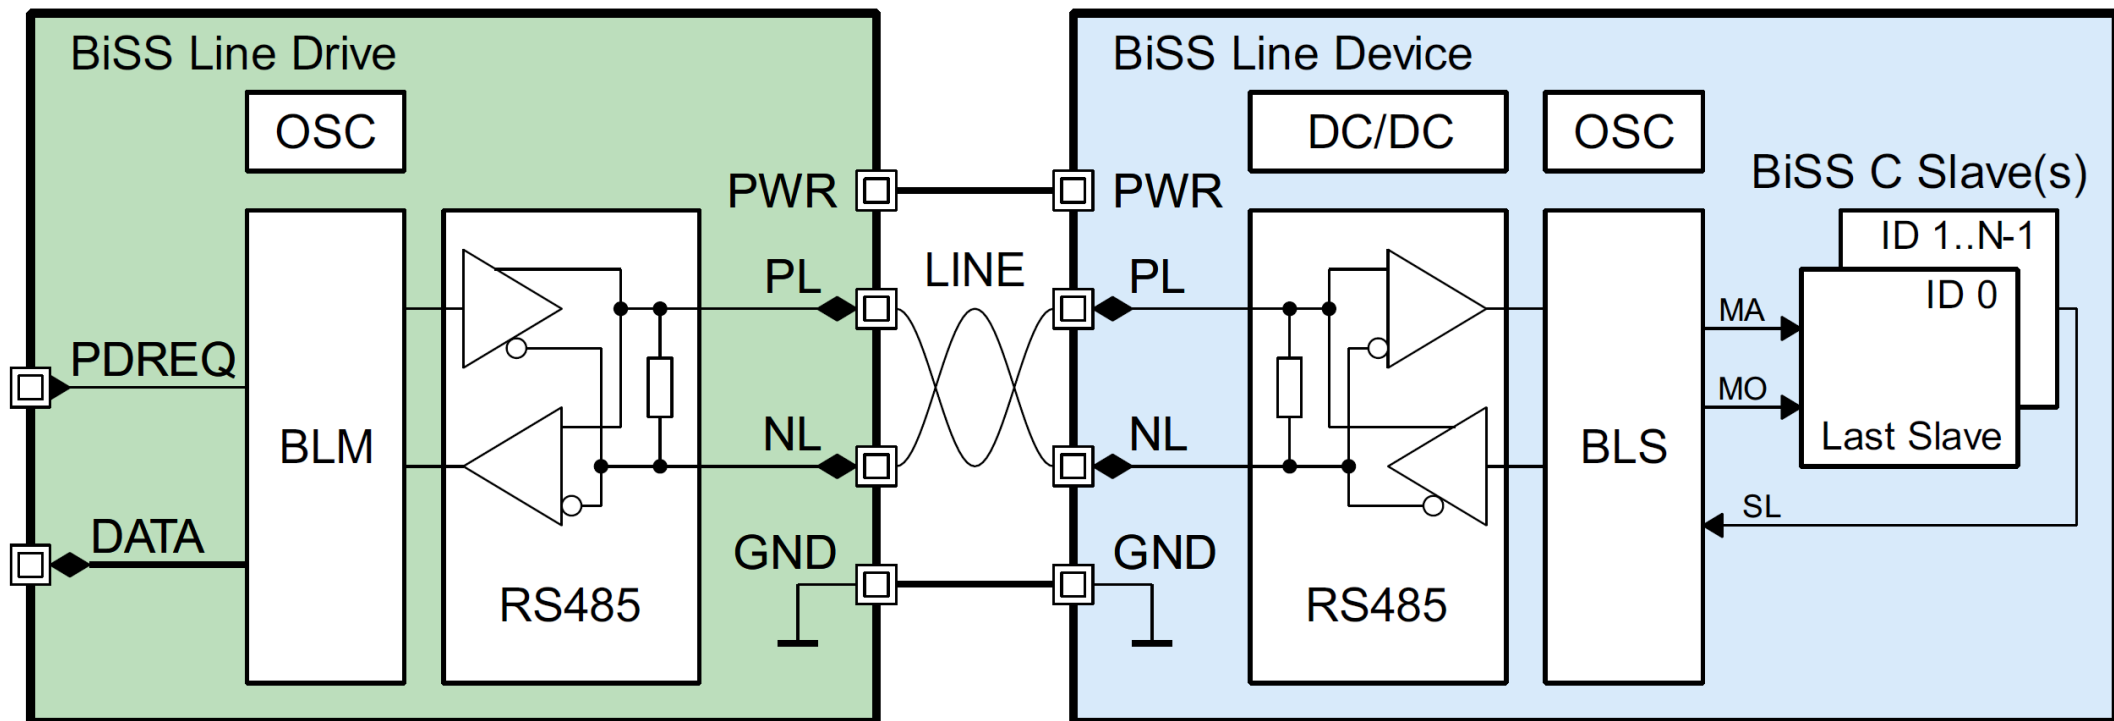 BiSS Line Drive
OSC
PWR
PL
PDREQ
BLM
NL
DATA
GND
RS485
LINE
BiSS Line Device
DC/DC
OSC
BiSS C Slave(s)
PWR
ID 1..N-1
PL
ID 0
MA
MO
NL
BLS
Last Slave
SL
GND
RS485